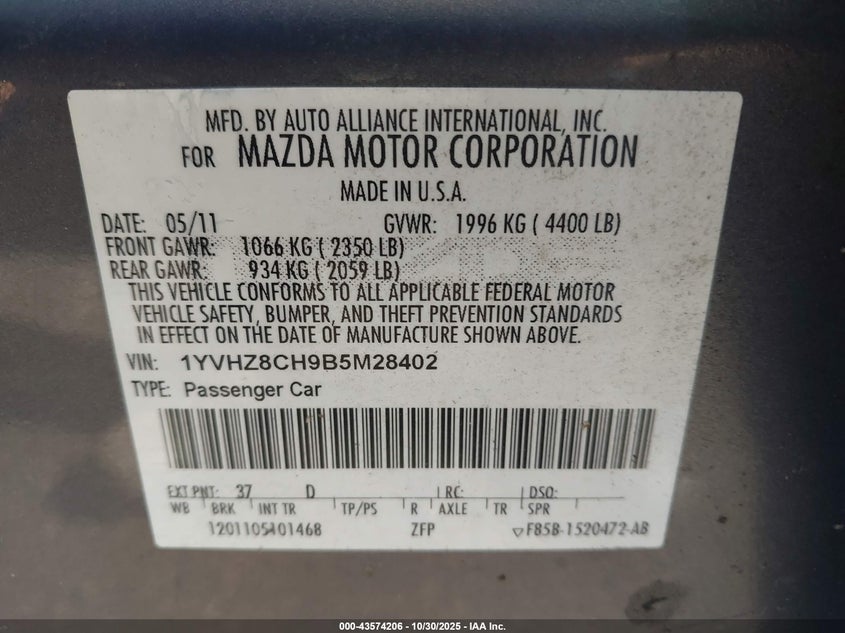 MFD. BY AUTO ALLIANCE INTERNATIONAL, INC.
FOR MAZDA MOTOR CORPORATION
MADE IN U.S.A.
DATE: 05/11 GVWR: 1996 KG ( 4400 LB)
FRONT GAWR: 1066 KG ( 2350 LB)
REAR GAWR: 934 KG ( 2059 LB)
THIS VEHICLE CONFORMS TO ALL APPLICABLE FEDERAL MOTOR
VEHICLE SAFETY, BUMPER, AND THEFT PREVENTION STANDARDS
IN EFFECT ON THE DATE OF MANUFACTURE SHOWN ABOVE.
VIN: 1YVHZ8CH9B5M28402
TYPE: Passenger Car
EXT PNT: 37 D RC: DSO:
WB BRK INT TR TP/PS R AXLE TR SPR
1201105101468 ZFP ▽F85B-1520472-AB
000-43574206 - 10/30/2025 - IAA Inc.